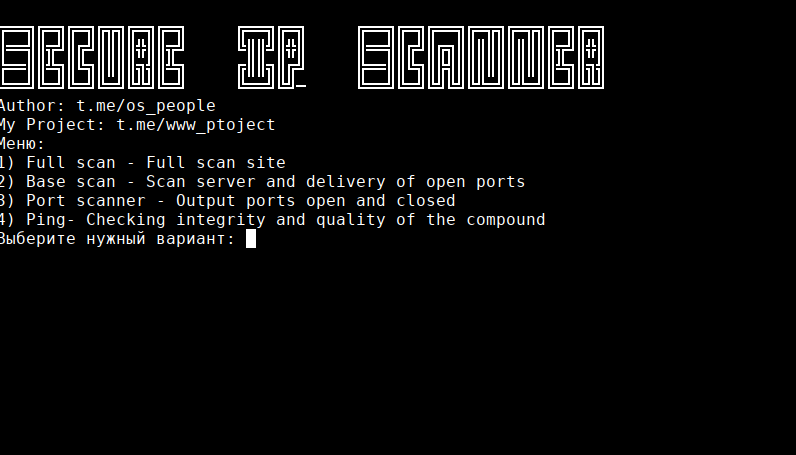 SECURE IP SCANNER
Author: t.me/os_people
My Project: t.me/www_ptoject
Меню:
1) Full scan - Full scan site
2) Base scan - Scan server and delivery of open ports
3) Port scanner - Output ports open and closed
4) Ping- Checking integrity and quality of the compound
Выберите нужный вариант: